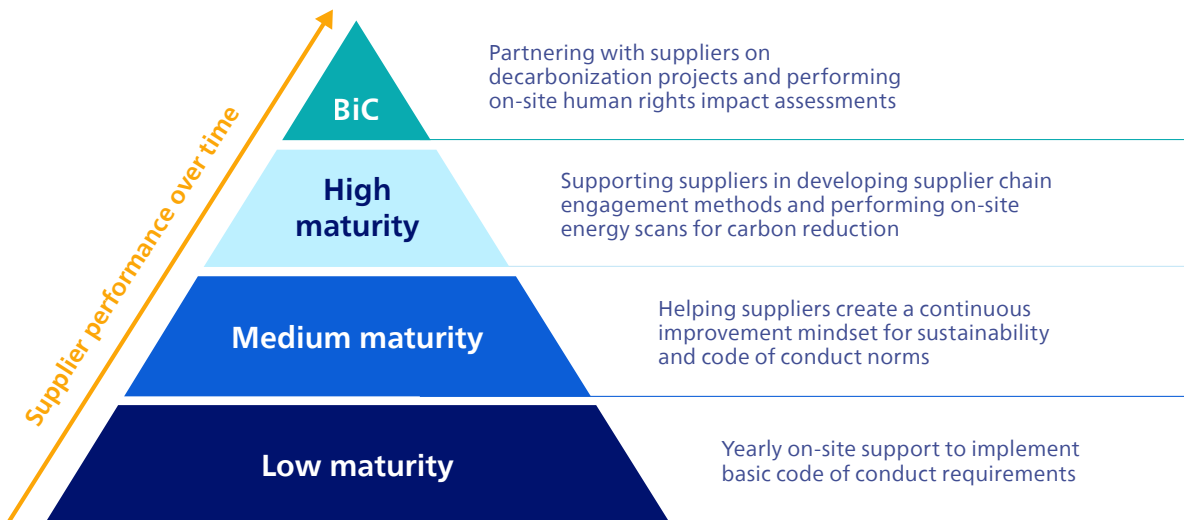 Supplier performance over time
BiC
Partnering with suppliers on
decarbonization projects and performing
on-site human rights impact assessments
High
maturity
Supporting suppliers in developing supplier chain
engagement methods and performing on-site
energy scans for carbon reduction
Medium maturity
Helping suppliers create a continuous
improvement mindset for sustainability
and code of conduct norms
Low maturity
Yearly on-site support to implement
basic code of conduct requirements